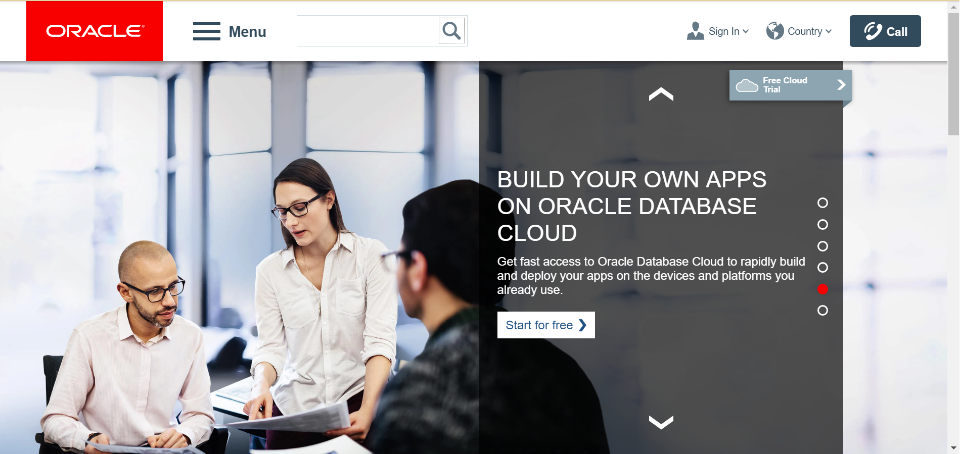 ORACLE®
Menu
Sign In
Country
Call
Free Cloud
Trial
BUILD YOUR OWN APPS
ON ORACLE DATABASE
CLOUD
Get fast access to Oracle Database Cloud to rapidly build
and deploy your apps on the devices and platforms you
already use.
Start for free